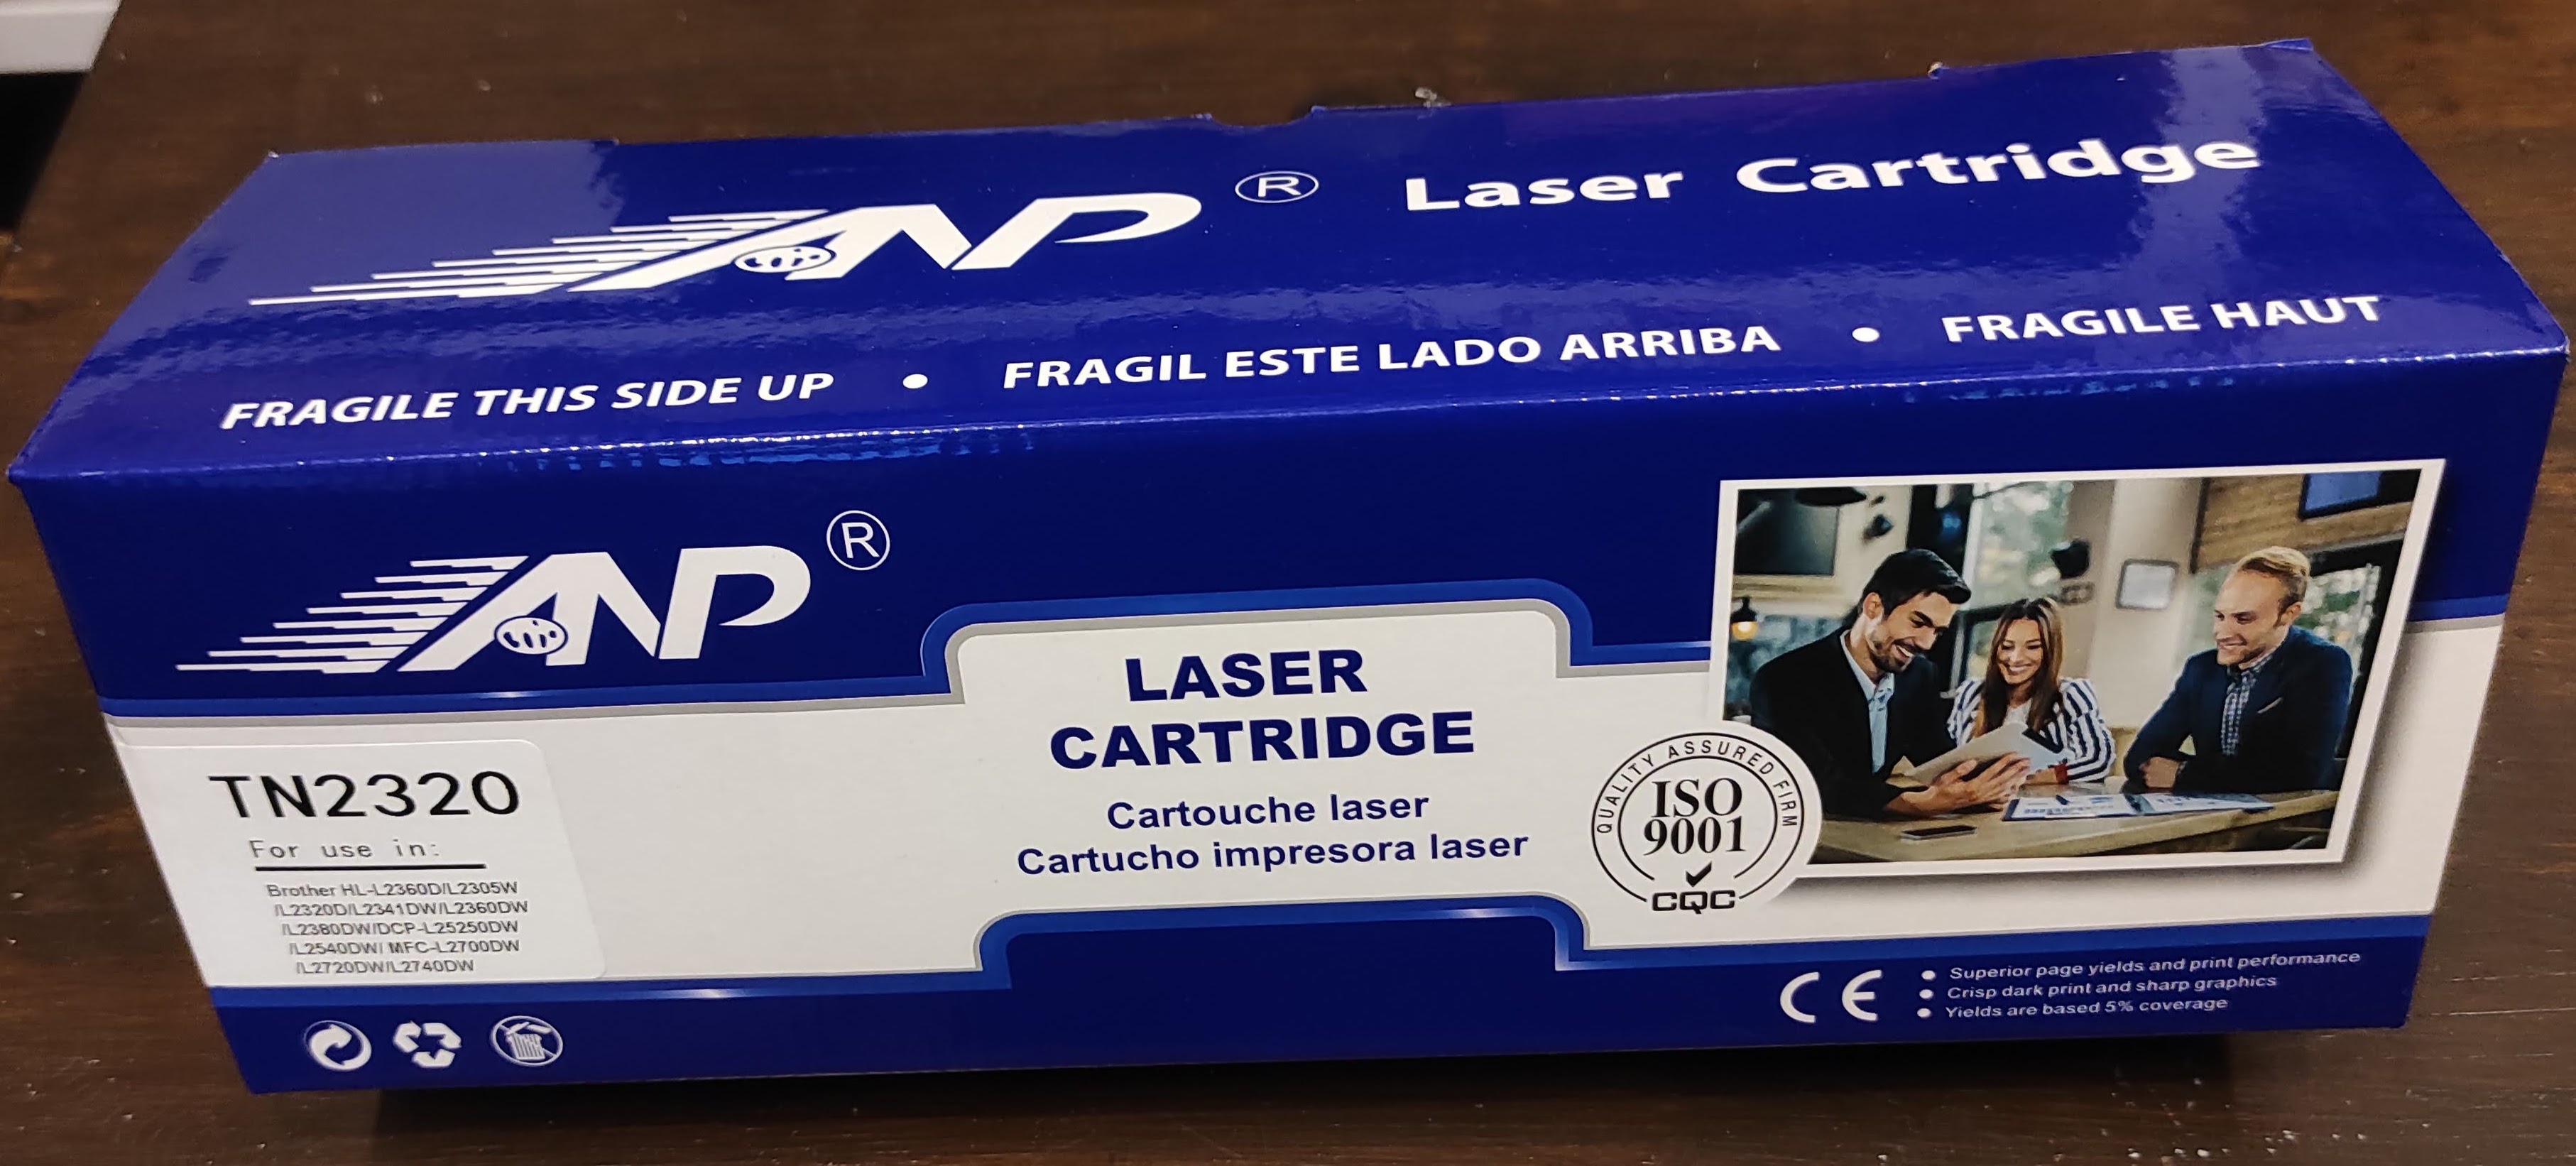 ANP ® Laser Cartridge
FRAGILE THIS SIDE UP • FRAGIL ESTE LADO ARRIBA • FRAGILE HAUT
ANP ®
LASER
CARTRIDGE
Cartouche laser
Cartucho impresora laser
TN2320
For use in:
Brother HL-L2360D/L2305W
/L2320D/L2341DW/L2360DW
/L2380DW/DCP-L25250DW
/L2540DW/ MFC-L2700DW
/L2720DW/L2740DW
QUALITY ASSURED FIRM
ISO
9001
CQC
CE
• Superior page yields and print performance
• Crisp dark print and sharp graphics
• Yields are based 5% coverage